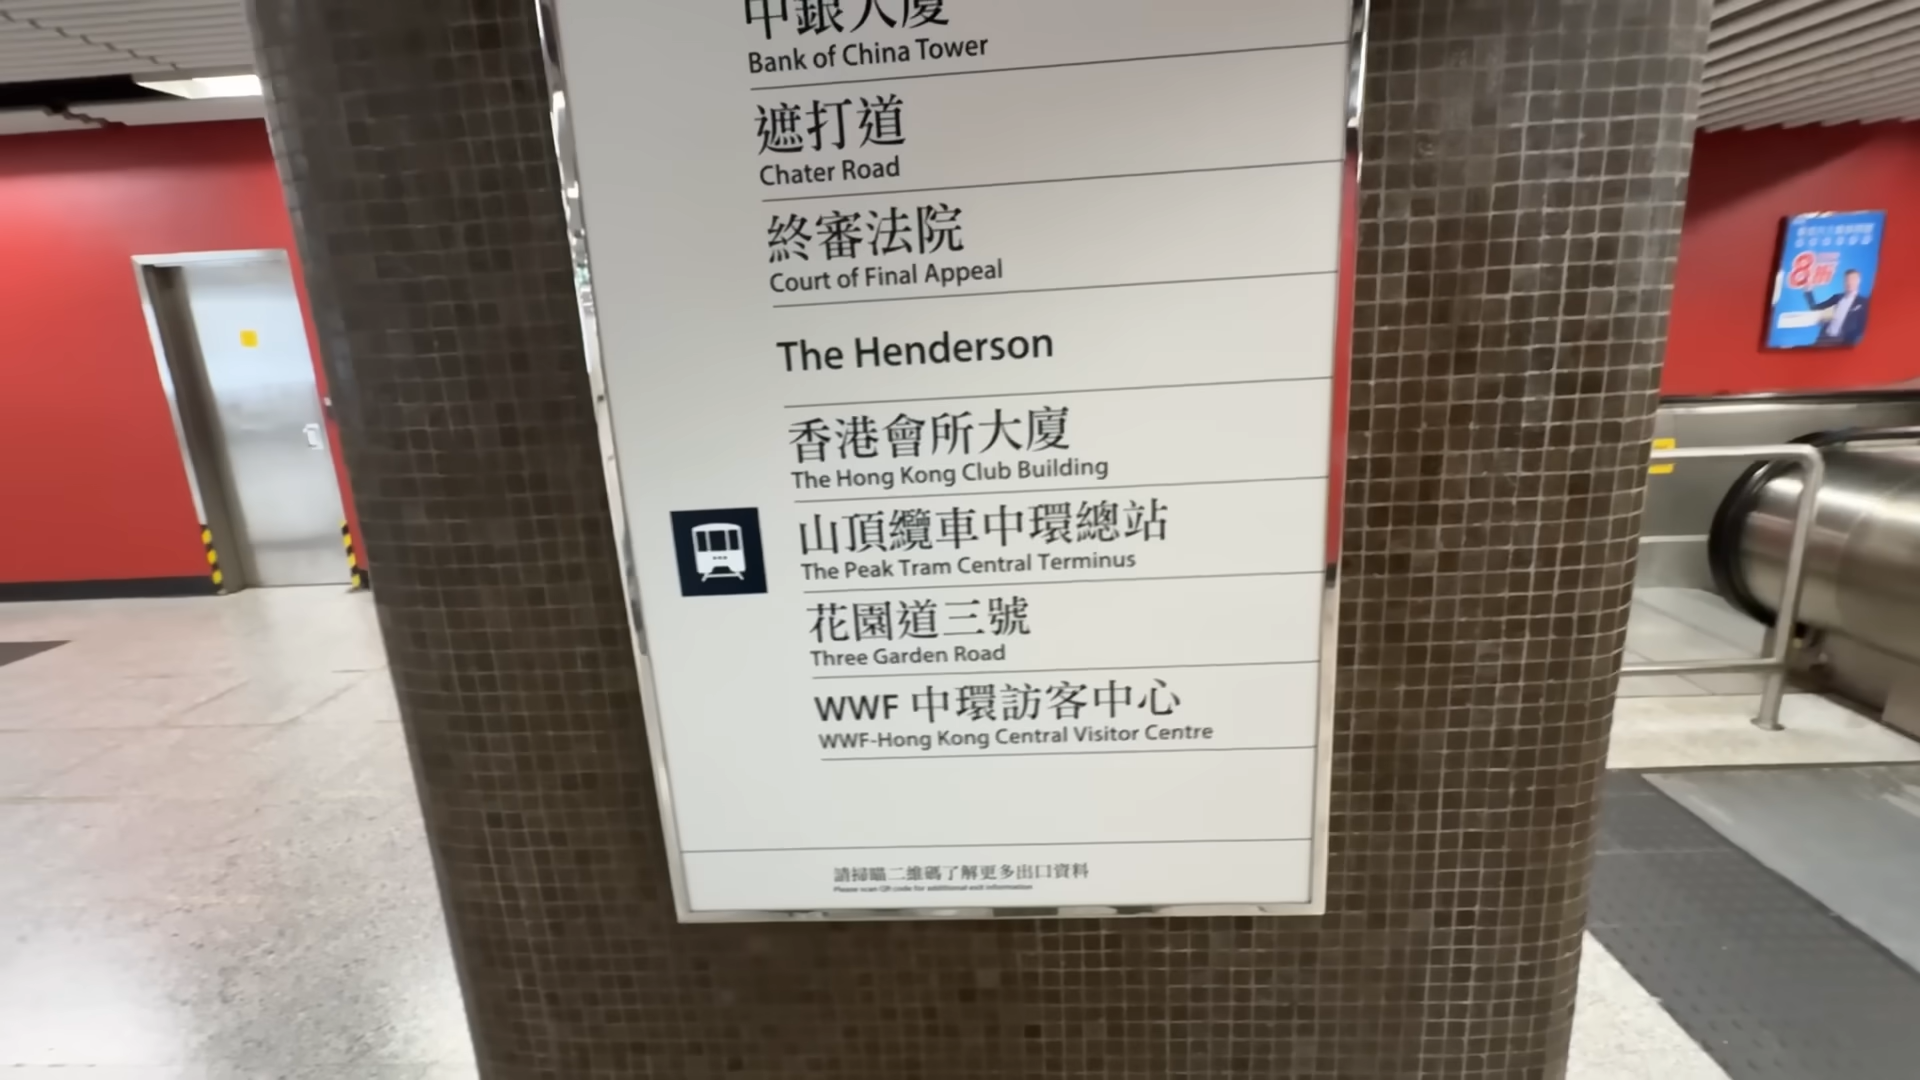 中銀大廈
Bank of China Tower
遮打道
Chater Road
終審法院
Court of Final Appeal
The Henderson
香港會所大廈
The Hong Kong Club Building
山頂纜車中環總站
The Peak Tram Central Terminus
花園道三號
Three Garden Road
WWF 中環訪客中心
WWF-Hong Kong Central Visitor Centre
請掃瞄二維碼了解更多出口資料
Please scan QR code for additional exit information
8折